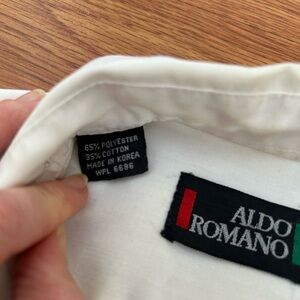 65% POLYESTER
35% COTTON
MADE IN KOREA
WPL 6696
ALDO
ROMANO